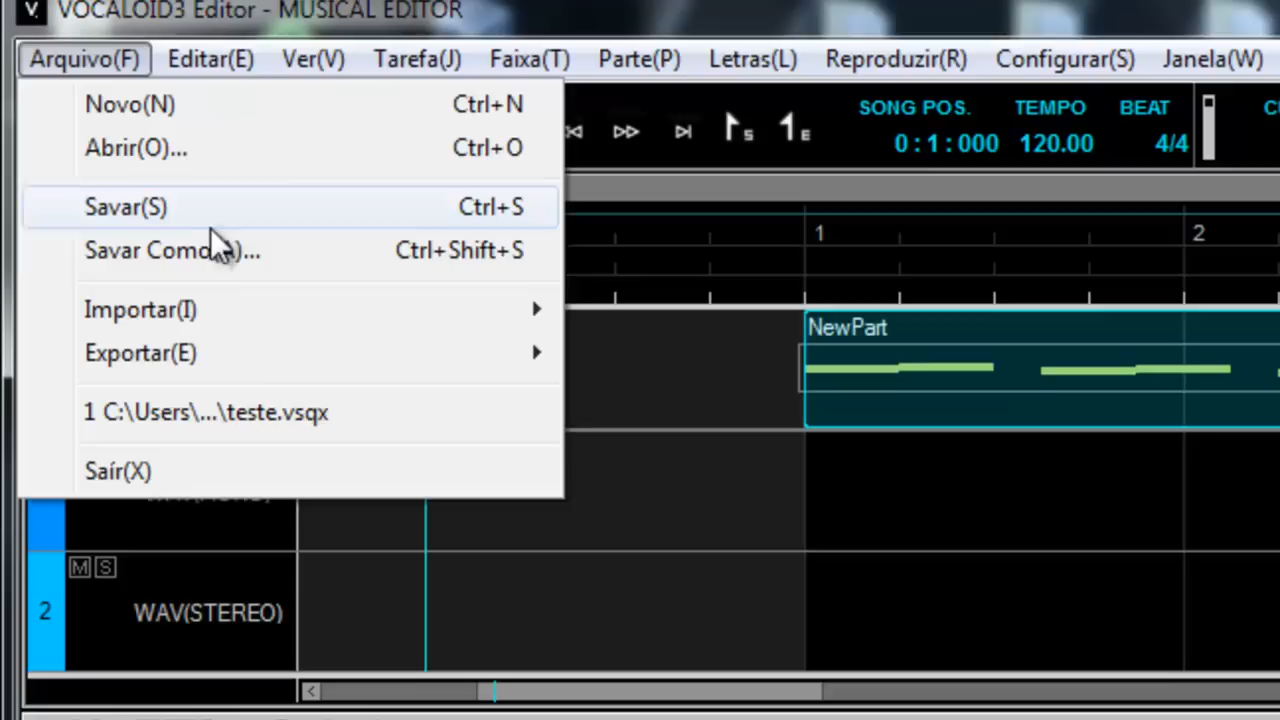 VOCALOID3 Editor - MUSICAL EDITOR
Arquivo(F) Editar(E) Ver(V) Tarefa(J) Faixa(T) Parte(P) Letras(L) Reproduzir(R) Configurar(S) Janela(W)
Novo(N) Ctrl+N
Abrir(O)... Ctrl+O
Savar(S) Ctrl+S
Savar Como ... Ctrl+Shift+S
Importar(I)
Exportar(E)
1 C:\Users\...\teste.vsqx
Saír(X)
S E
SONG POS. TEMPO BEAT
0:1:000 120.00 4/4
1 2
NewPart
M S
2 WAV(STEREO)